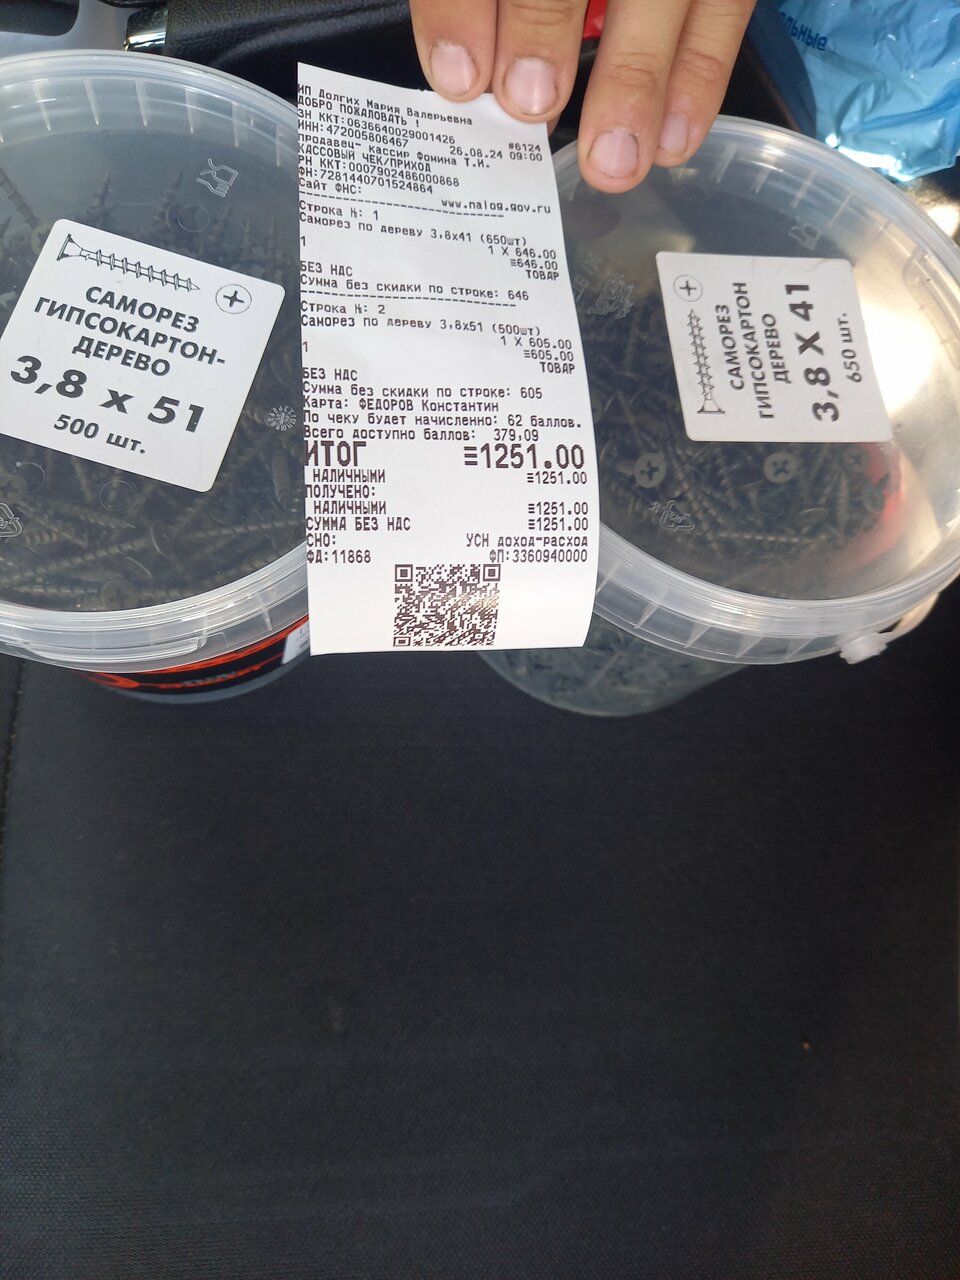 САМОРЕЗ
ГИПСОКАРТОН-
ДЕРЕВО
3,8 х 51
500 шт.
ИП Долгих Мария Валерьевна
ДОБРО ПОЖАЛОВАТЬ !
ЗН ККТ:0636640029001426 #6124
ИНН:472005806467 26.08.24 09:00
продавец- кассир Фомина Т.И.
КАССОВЫЙ ЧЕК/ПРИХОД
РН ККТ:0007902486000868
ФН:7281440701524864
Сайт ФНС: www.nalog.gov.ru
Строка №: 1
Саморез по дереву 3,8х41 (650шт)
1 1 X 646.00
≡646.00
ТОВАР
БЕЗ НДС
Сумма без скидки по строке: 646
Строка №: 2
Саморез по дереву 3,8х51 (500шт)
1 1 X 605.00
≡605.00
ТОВАР
БЕЗ НДС
Сумма без скидки по строке: 605
Карта: ФЕДОРОВ Константин
По чеку будет начисленно: 62 баллов.
Всего доступно баллов: 379,09
ИТОГ ≡1251.00
НАЛИЧНЫМИ ≡1251.00
ПОЛУЧЕНО:
НАЛИЧНЫМИ ≡1251.00
СУММА БЕЗ НДС ≡1251.00
СНО: УСН доход-расход
ФД:11868 ФП:3360940000
САМОРЕЗ
ГИПСОКАРТОН
ДЕРЕВО
3,8 Х 41
650 шт.